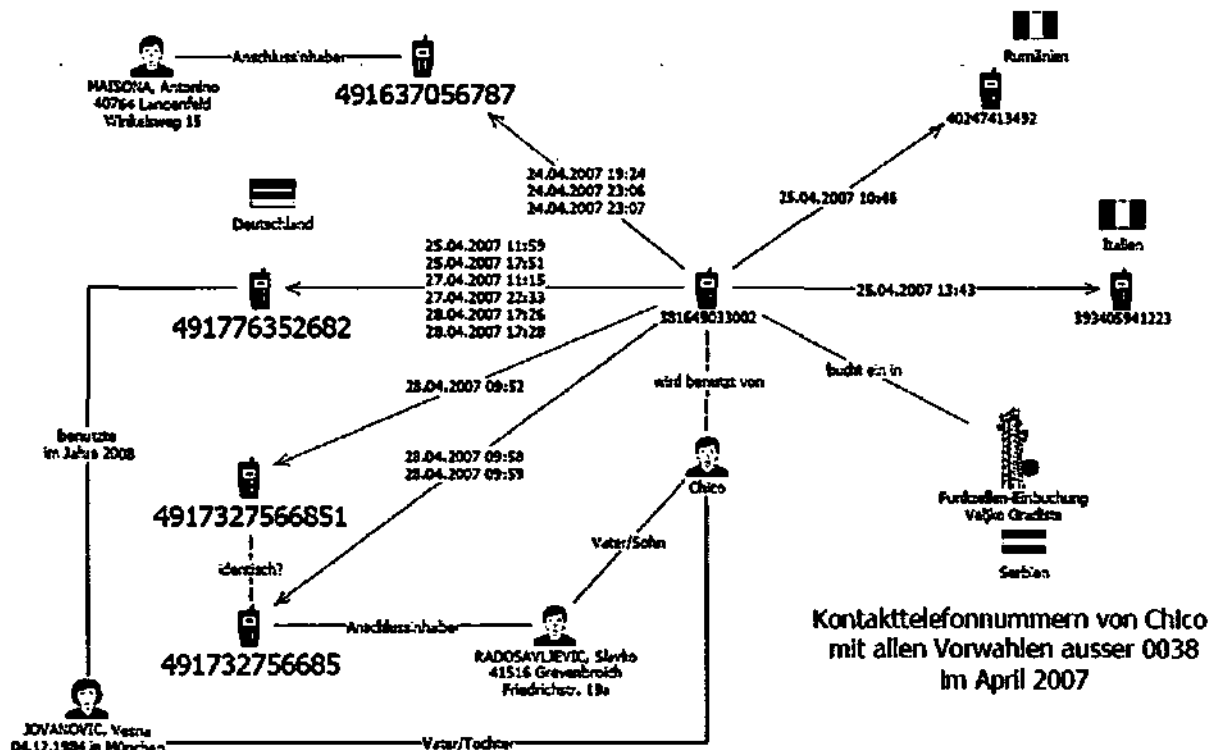 Rumänien
Anschlussinhaber
MAISONA, Antonino
40764 Langenfeld
Winkelsweg 15
491637056787
40247413492
24.04.2007 19:24
24.04.2007 23:06
24.04.2007 23:07
25.04.2007 10:46
Deutschland
Italien
25.04.2007 11:59
25.04.2007 17:51
27.04.2007 11:15
27.04.2007 22:33
28.04.2007 17:26
28.04.2007 17:28
25.04.2007 13:43
491776352682
381649033002
393405941223
wird benutzt von
bucht ein in
28.04.2007 09:52
benutzte
im Jahre 2008
28.04.2007 09:58
28.04.2007 09:59
Chico
4917327566851
Funkzellen-Einbuchung
Veljko Gradiste
Vater/Sohn
identisch?
Serbien
Anschlussinhaber
491732756685
RADOSAVLJEVIC, Slavko
41516 Grevenbroich
Friedrichstr. 18a
Kontakttelefonnummern von Chico
mit allen Vorwahlen ausser 0038
im April 2007
JOVANOVIC, Vesna
04.12.1986 in München
Vater/Tochter